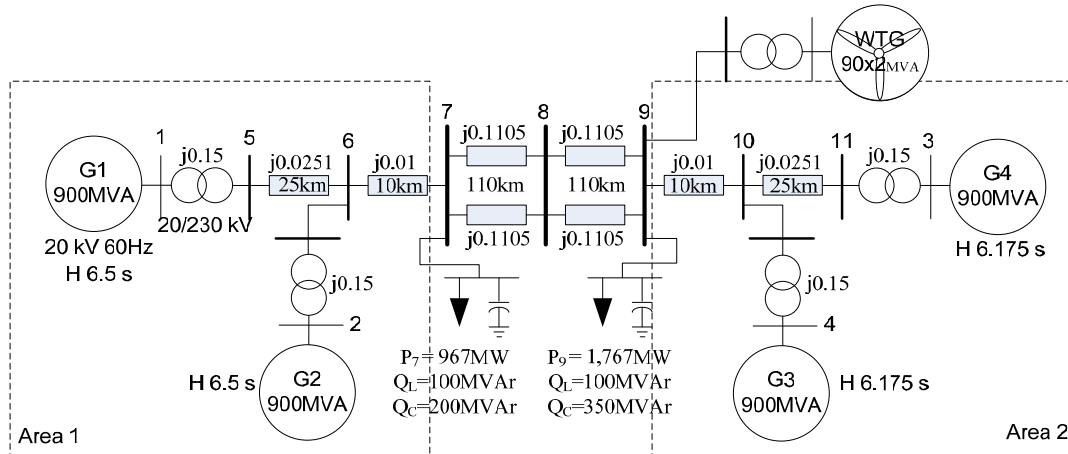 WTG
90x2MVA
7
8
9
j0.1105
j0.1105
1
5
6
10
11
3
j0.15
j0.0251
j0.01
j0.01
j0.0251
j0.15
G1
900MVA
25km
10km
110km
110km
10km
25km
G4
900MVA
20/230 kV
j0.1105
j0.1105
20 kV 60Hz
H 6.5 s
H 6.175 s
j0.15
j0.15
2
4
P7= 967MW
QL=100MVAr
QC=200MVAr
P9= 1,767MW
QL=100MVAr
QC=350MVAr
H 6.5 s
G2
900MVA
G3
900MVA
H 6.175 s
Area 1
Area 2